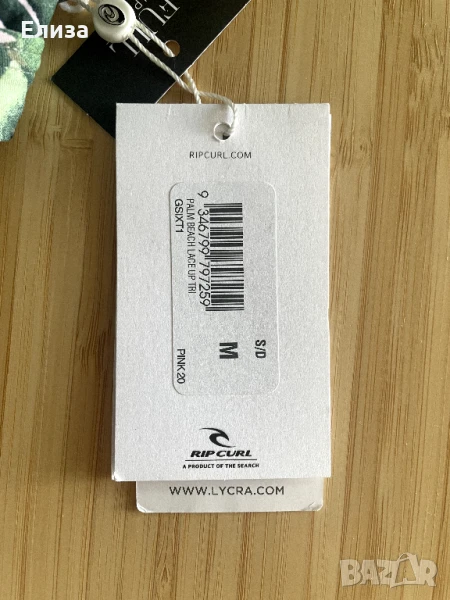 Елиза
RIPCURL.COM
9 346799 797259
PALM BEACH LACE UP TRI
GSIXT1
PINK 20
S/D
M
RIP CURL
A PRODUCT OF THE SEARCH
WWW.LYCRA.COM
BAZAR